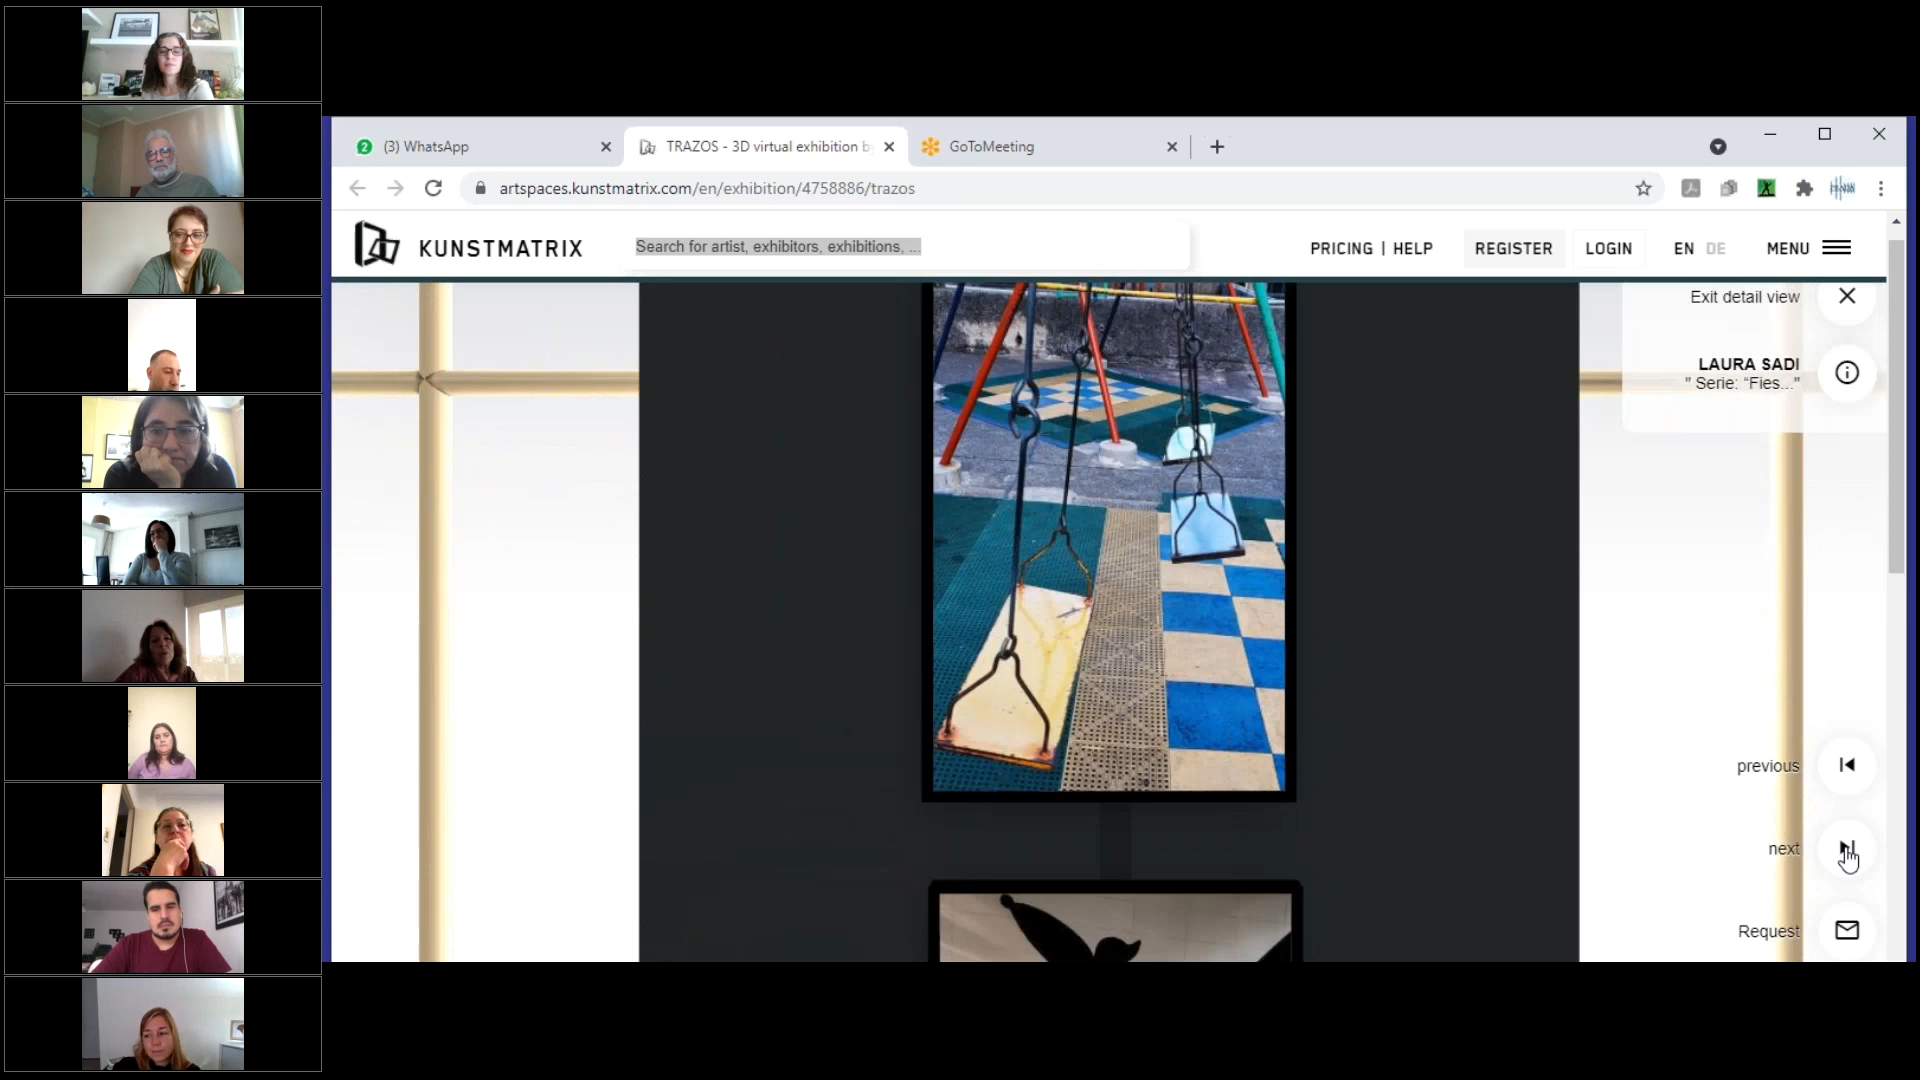 (3) WhatsApp
TRAZOS - 3D virtual exhibition b
GoToMeeting
artspaces.kunstmatrix.com/en/exhibition/4758886/trazos
KUNSTMATRIX
Search for artist, exhibitors, exhibitions, ...
PRICING | HELP
REGISTER
LOGIN
EN DE
MENU
Exit detail view
LAURA SADI
" Serie: “Fies..."
previous
next
Request